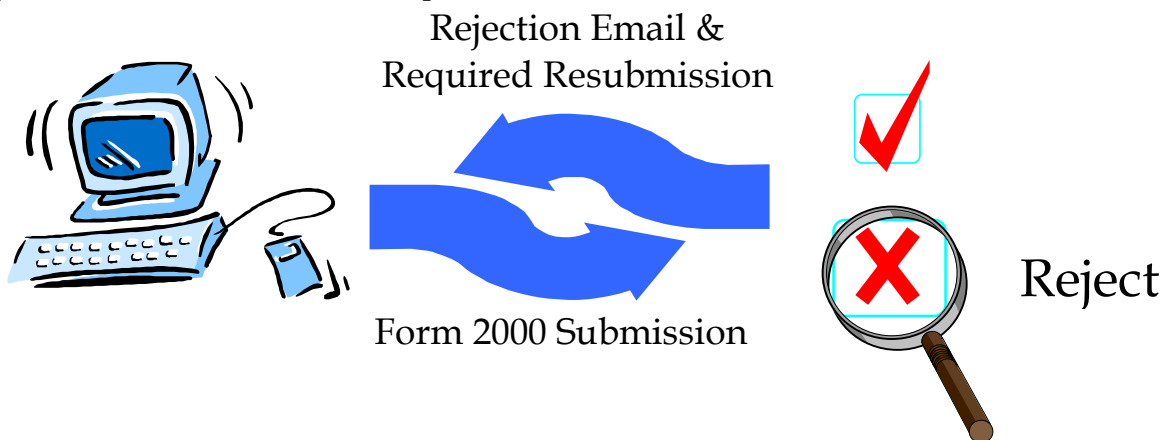 Rejection Email &
Required Resubmission
Reject
Form 2000 Submission